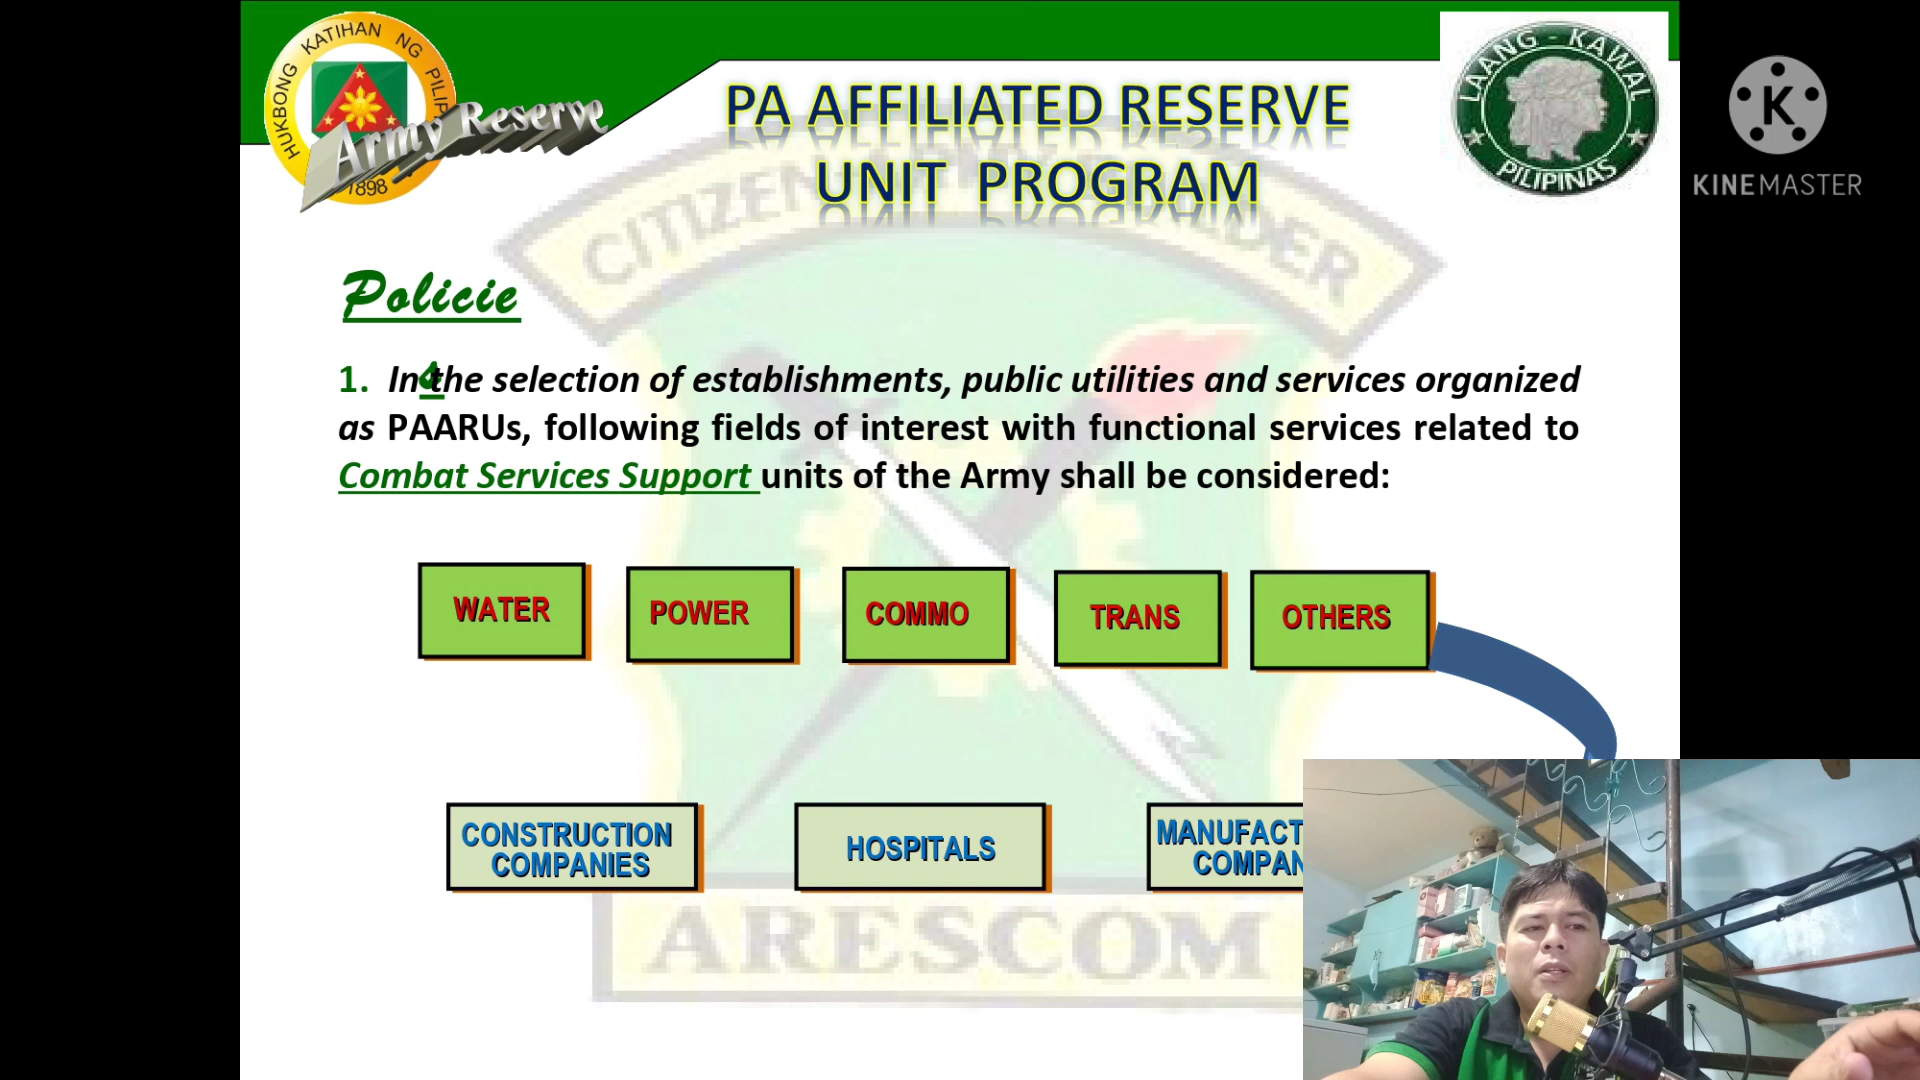 HUKBONG KATIHAN NG
1898
Army Reserve
PA AFFILIATED RESERVE
UNIT PROGRAM
LAANG - KAWAL
PILIPINAS
K
KINEMASTER
CITIZEN
Policie
s
1. In the selection of establishments, public utilities and services organized
as PAARUs, following fields of interest with functional services related to
Combat Services Support units of the Army shall be considered:
WATER
POWER
COMMO
TRANS
OTHERS
CONSTRUCTION
COMPANIES
HOSPITALS
MANUFACT
COMPAN
ARESCOM